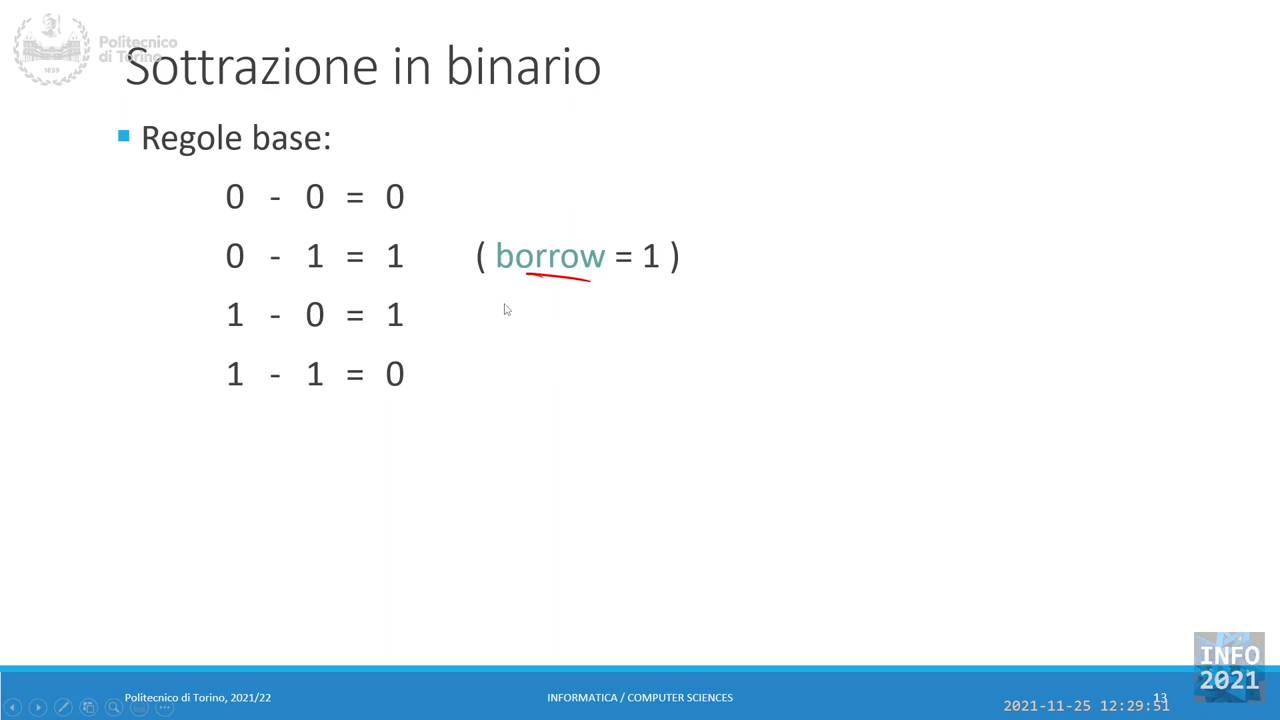 Politecnico
di Torino
1859
Sottrazione in binario
Regole base:
0 - 0 = 0
0 - 1 = 1 ( borrow = 1 )
1 - 0 = 1
1 - 1 = 0
INFO
2021
Politecnico di Torino, 2021/22
INFORMATICA / COMPUTER SCIENCES
13
2021-11-25 12:29:51